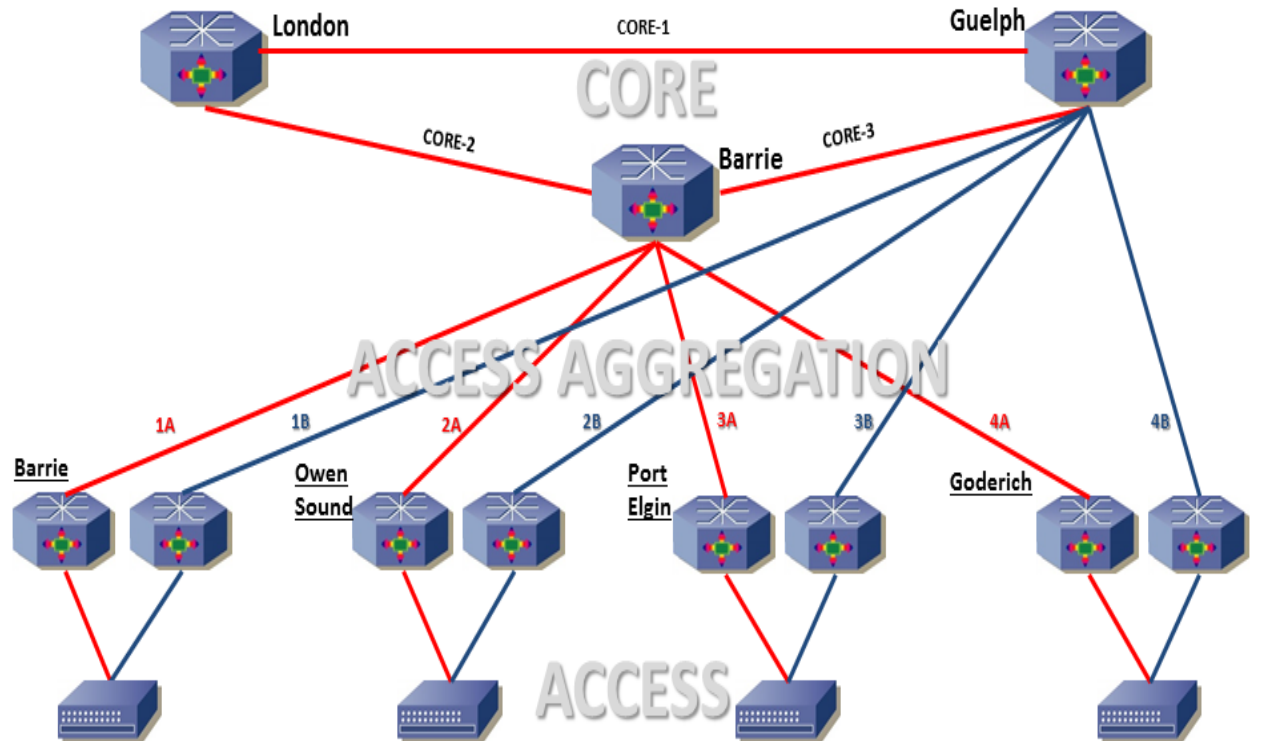 London
CORE-1
Guelph
CORE
CORE-2
CORE-3
Barrie
ACCESS AGGREGATION
1A
1B
2A
2B
3A
3B
4A
4B
Barrie
Owen
Sound
Port
Elgin
Goderich
ACCESS